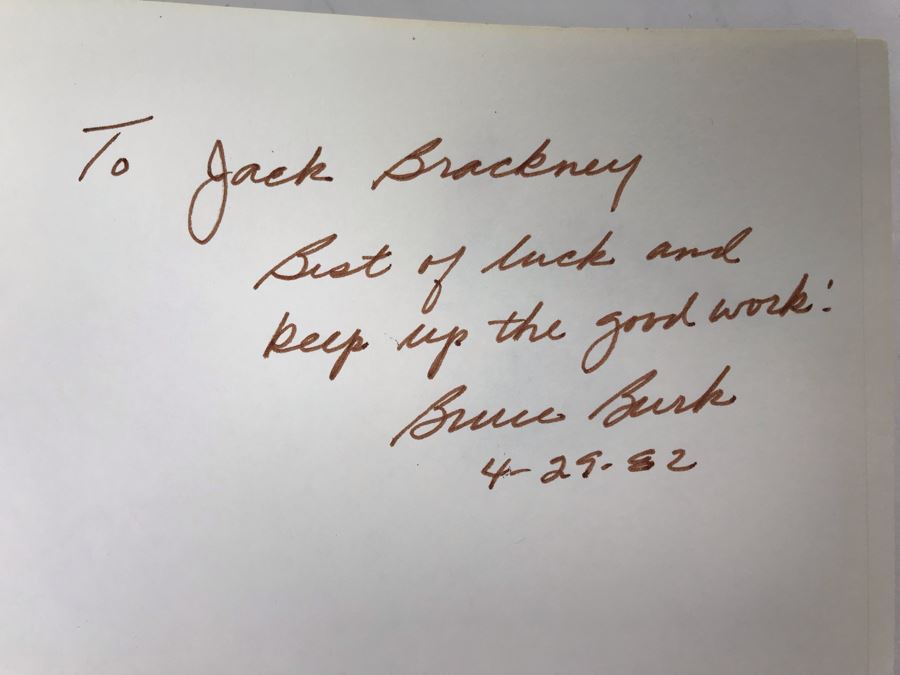 To Jack Brackney
Best of luck and
keep up the good work!
Bruce Burk
4-29-82